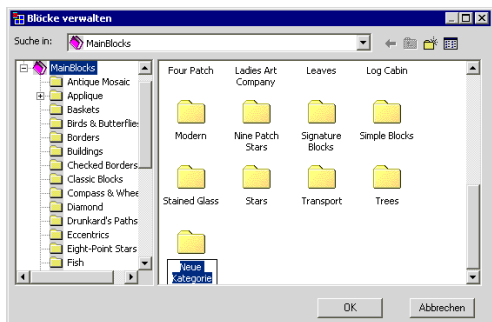 Blöcke verwalten
Suche in:
MainBlocks
MainBlocks
Antique Mosaic
Applique
Baskets
Birds & Butterflie
Borders
Buildings
Checked Borders
Classic Blocks
Compass & Whee
Diamond
Drunkard's Paths
Eccentrics
Eight-Point Stars
Fish
Four Patch
Ladies Art
Company
Leaves
Log Cabin
Modern
Nine Patch
Stars
Signature
Blocks
Simple Blocks
Stained Glass
Stars
Transport
Trees
Neue
Kategorie
OK
Abbrechen